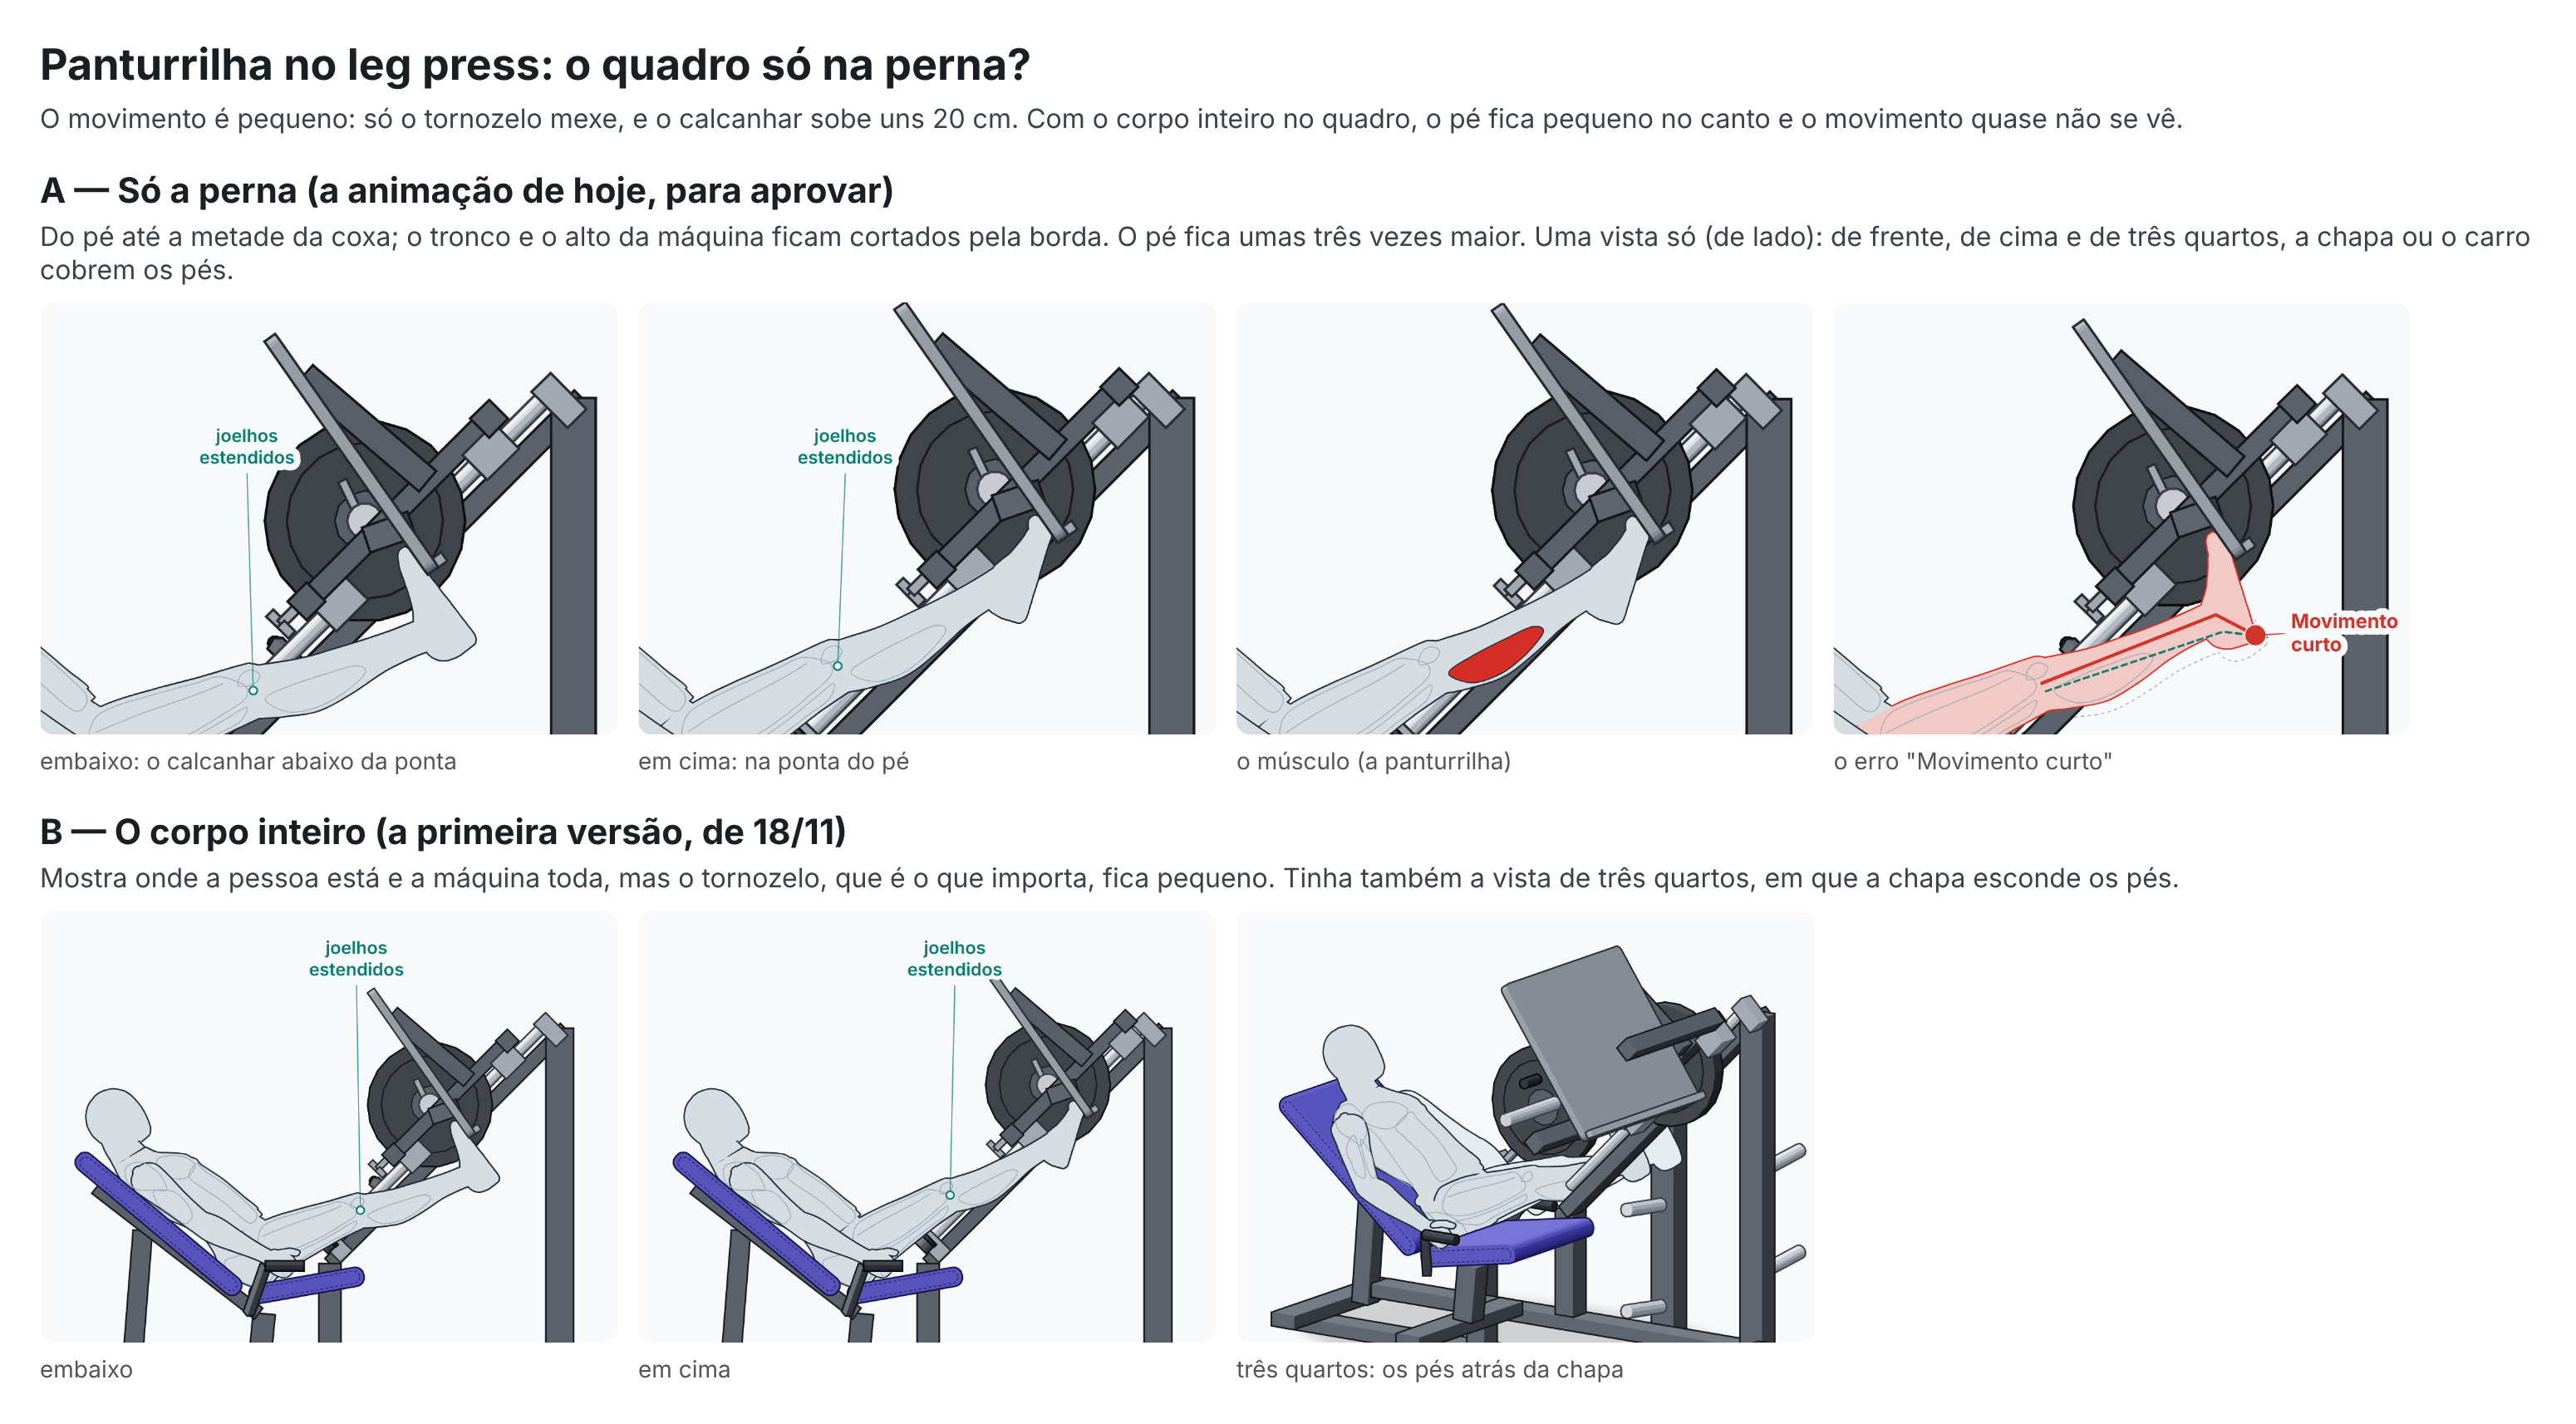 Panturrilha no leg press: o quadro só na perna?
O movimento é pequeno: só o tornozelo mexe, e o calcanhar sobe uns 20 cm. Com o corpo inteiro no quadro, o pé fica pequeno no canto e o movimento quase não se vê.
A — Só a perna (a animação de hoje, para aprovar)
Do pé até a metade da coxa; o tronco e o alto da máquina ficam cortados pela borda. O pé fica umas três vezes maior. Uma vista só (de lado): de frente, de cima e de três quartos, a chapa ou o carro
cobrem os pés.
joelhos
estendidos
joelhos
estendidos
Movimento
curto
embaixo: o calcanhar abaixo da ponta
em cima: na ponta do pé
o músculo (a panturrilha)
o erro "Movimento curto"
B — O corpo inteiro (a primeira versão, de 18/11)
Mostra onde a pessoa está e a máquina toda, mas o tornozelo, que é o que importa, fica pequeno. Tinha também a vista de três quartos, em que a chapa esconde os pés.
joelhos
estendidos
joelhos
estendidos
embaixo
em cima
três quartos: os pés atrás da chapa